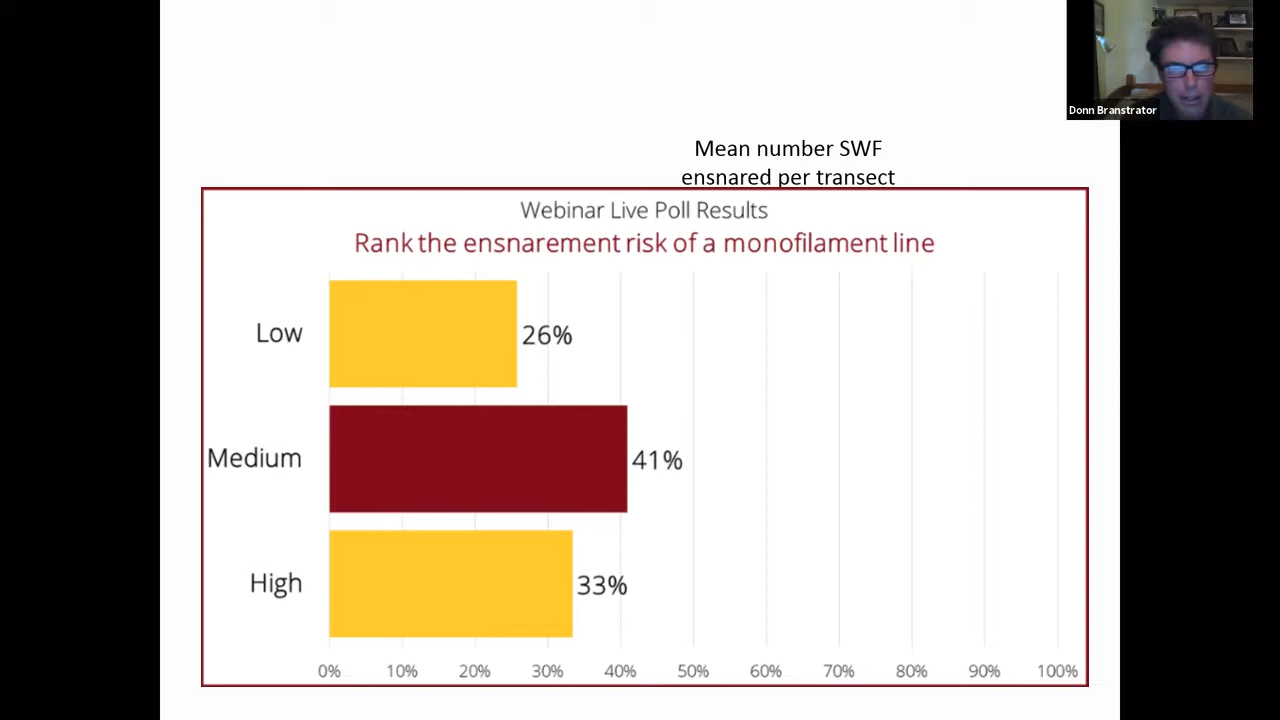 Donn Branstrator
Mean number SWF
ensnared per transect
Webinar Live Poll Results
Rank the ensnarement risk of a monofilament line
Low
26%
Medium
41%
High
33%
0% 10% 20% 30% 40% 50% 60% 70% 80% 90% 100%